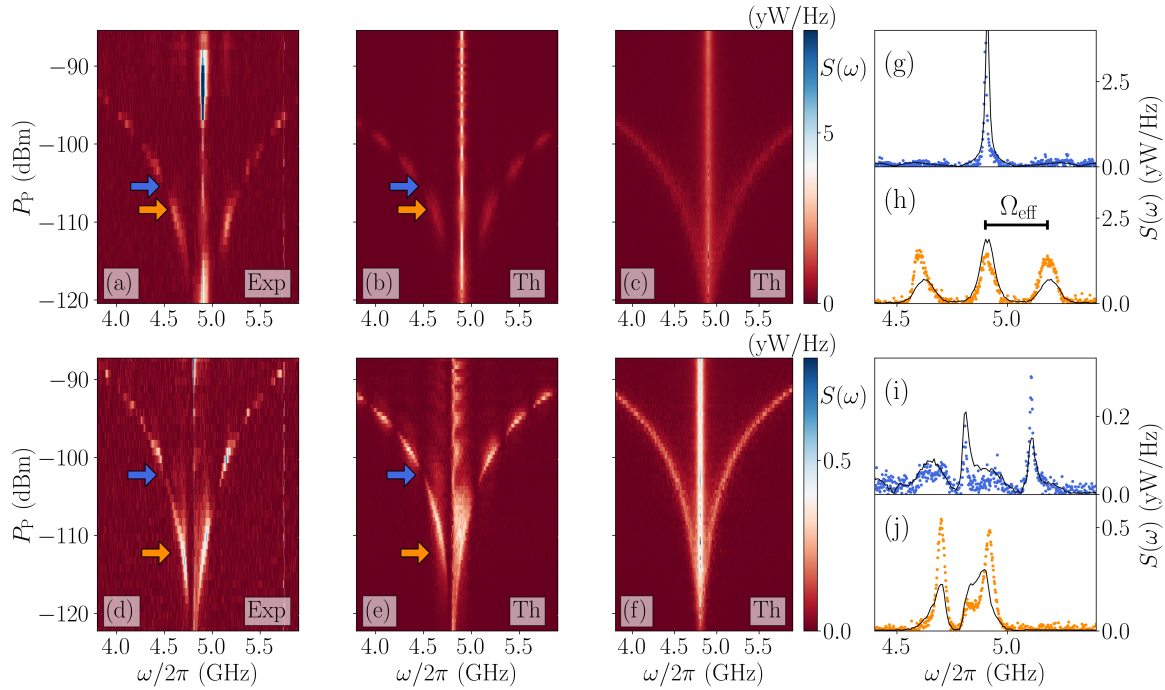 (yW/Hz)
S(ω)
5
0
P_P (dBm)
−90
−100
−110
−120
(a)
Exp
4.0 4.5 5.0 5.5
(b)
Th
4.0 4.5 5.0 5.5
(c)
Th
4.0 4.5 5.0 5.5
(g)
2.5
0.0
(h)
Ω_eff
2.5
0.0
S(ω) (yW/Hz)
4.5 5.0
(yW/Hz)
S(ω)
0.5
0.0
P_P (dBm)
−90
−100
−110
−120
(d)
Exp
4.0 4.5 5.0 5.5
ω/2π (GHz)
(e)
Th
4.0 4.5 5.0 5.5
ω/2π (GHz)
(f)
Th
4.0 4.5 5.0 5.5
ω/2π (GHz)
(i)
0.2
0.0
(j)
0.5
0.0
S(ω) (yW/Hz)
4.5 5.0
ω/2π (GHz)